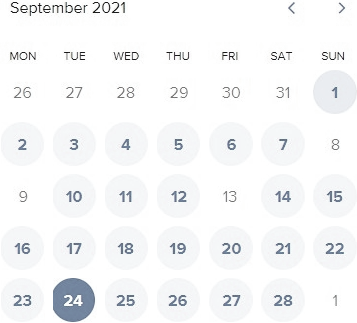 September 2021
MON TUE WED THU FRI SAT SUN
26 27 28 29 30 31 1
2 3 4 5 6 7 8
9 10 11 12 13 14 15
16 17 18 19 20 21 22
23 24 25 26 27 28 1